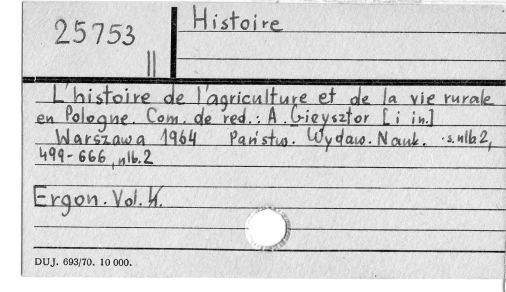 25753
II
Histoire
L'histoire de l'agriculture et de la vie rurale
en Pologne. Com. de red.: A. Gieysztor [i in.]
Warszawa 1964 Państw. Wydaw. Nauk. s. nlb. 2,
499-666, nlb. 2
Ergon. Vol. 4.
DUJ. 693/70. 10 000.